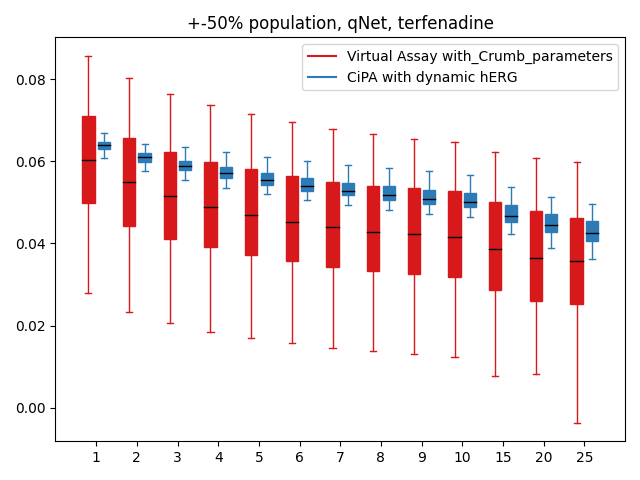 +-50% population, qNet, terfenadine
Virtual Assay with_Crumb_parameters
CiPA with dynamic hERG
0.08
0.06
0.04
0.02
0.00
1 2 3 4 5 6 7 8 9 10 15 20 25